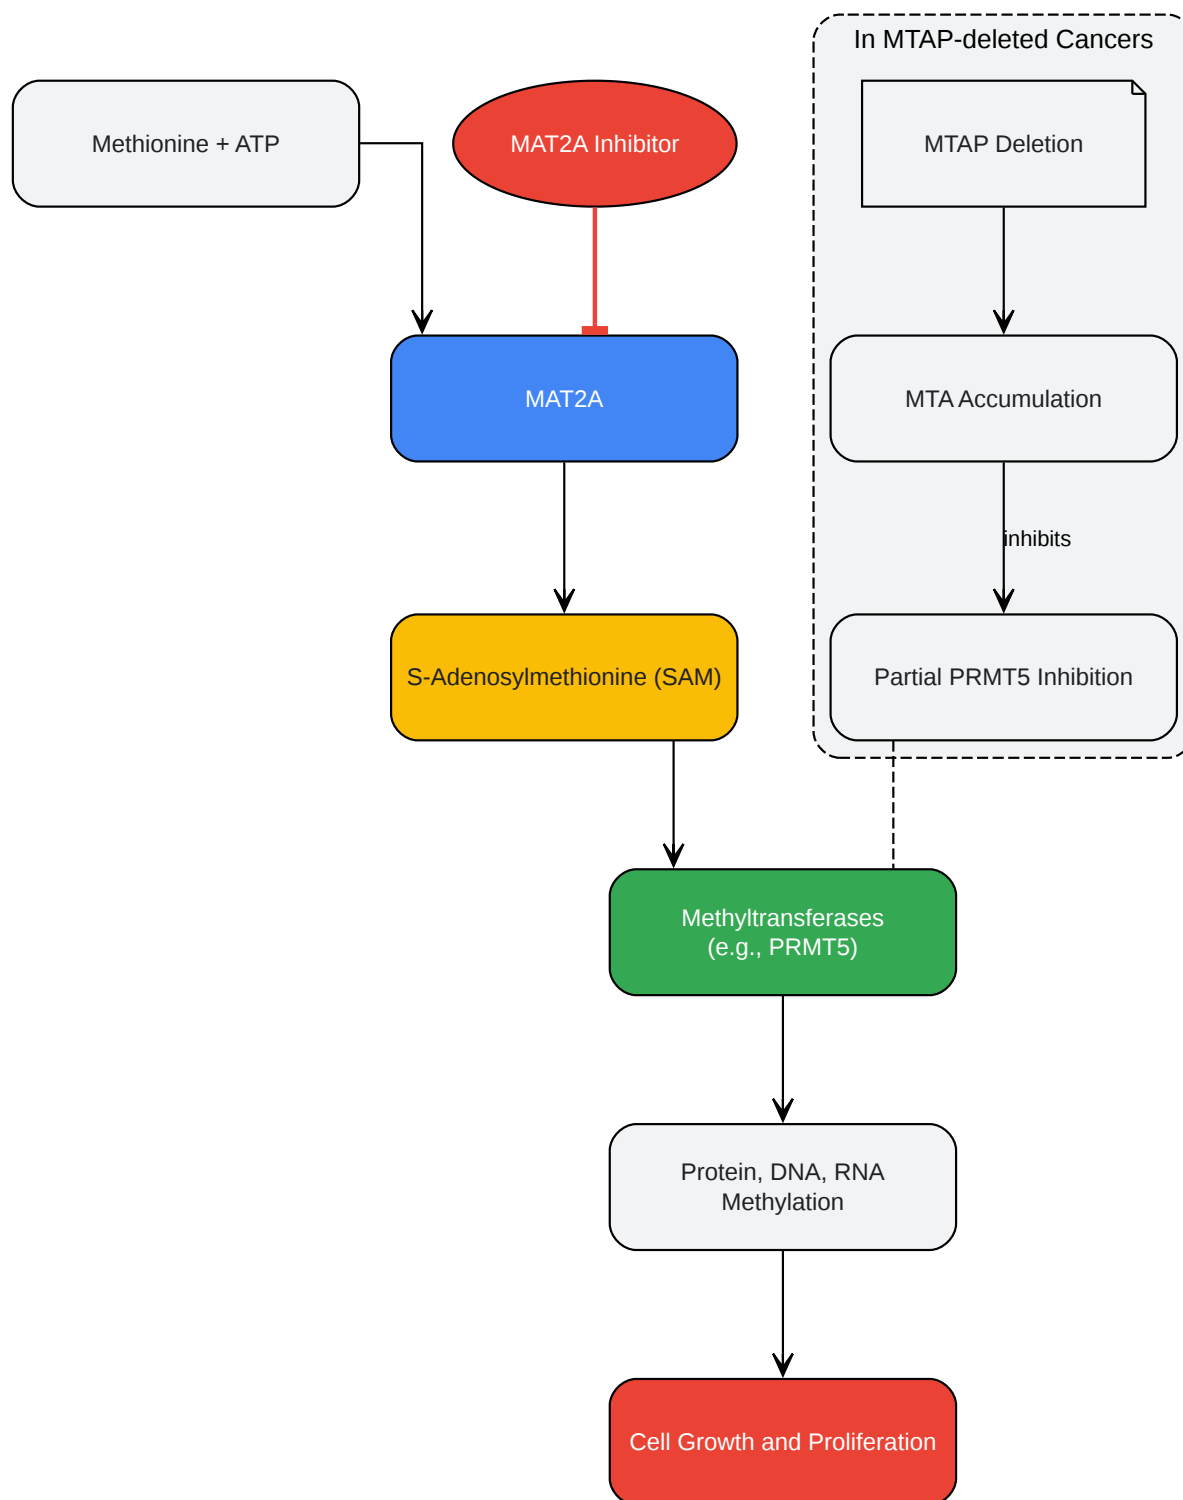 In MTAP-deleted Cancers
Methionine + ATP
MAT2A Inhibitor
MTAP Deletion
MAT2A
MTA Accumulation
inhibits
S-Adenosylmethionine (SAM)
Partial PRMT5 Inhibition
Methyltransferases
(e.g., PRMT5)
Protein, DNA, RNA
Methylation
Cell Growth and Proliferation